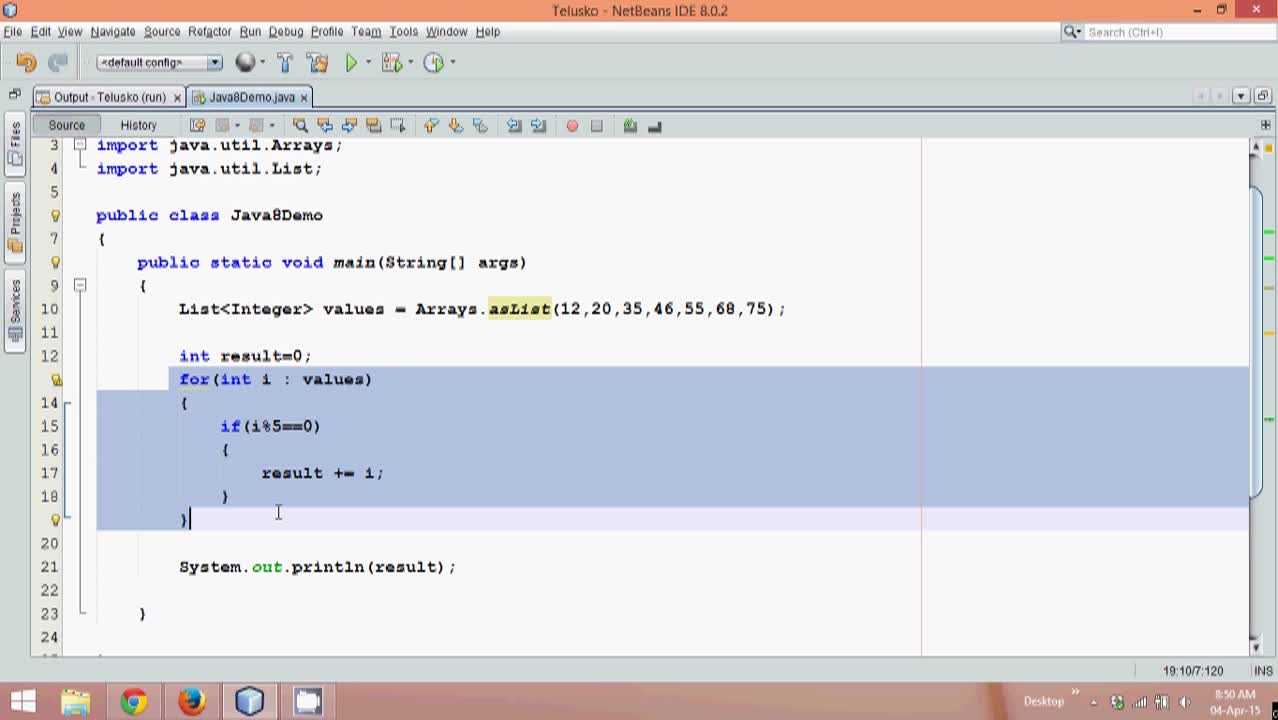 Telusko - NetBeans IDE 8.0.2
File Edit View Navigate Source Refactor Run Debug Profile Team Tools Window Help
Search (Ctrl+I)
<default config>
Output - Telusko (run) x Java8Demo.java x
Source History
Files
Projects
Services
3 import java.util.Arrays;
4 import java.util.List;
5
public class Java8Demo
7 {
public static void main(String[] args)
9 {
10 List<Integer> values = Arrays.asList(12,20,35,46,55,68,75);
11
12 int result=0;
for(int i : values)
14 {
15 if(i%5==0)
16 {
17 result += i;
18 }
}
20
21 System.out.println(result);
22
23 }
24
19:10/7:120 INS
Desktop
8:50 AM
04-Apr-15